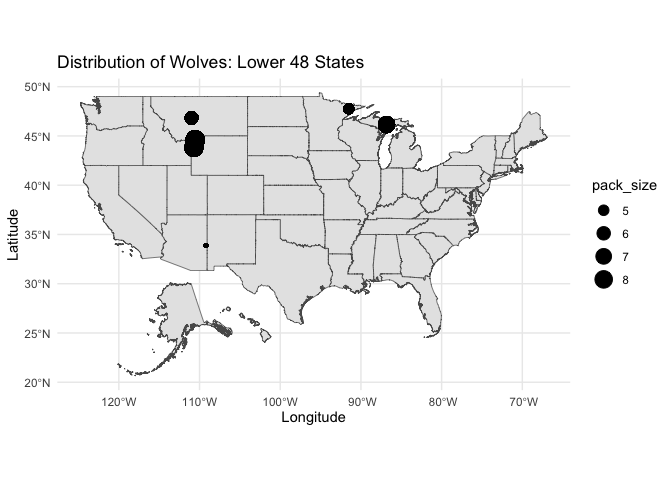 Distribution of Wolves: Lower 48 States
50°N
45°N
40°N
35°N
30°N
25°N
20°N
Latitude
120°W 110°W 100°W 90°W 80°W 70°W
Longitude
pack_size
5
6
7
8